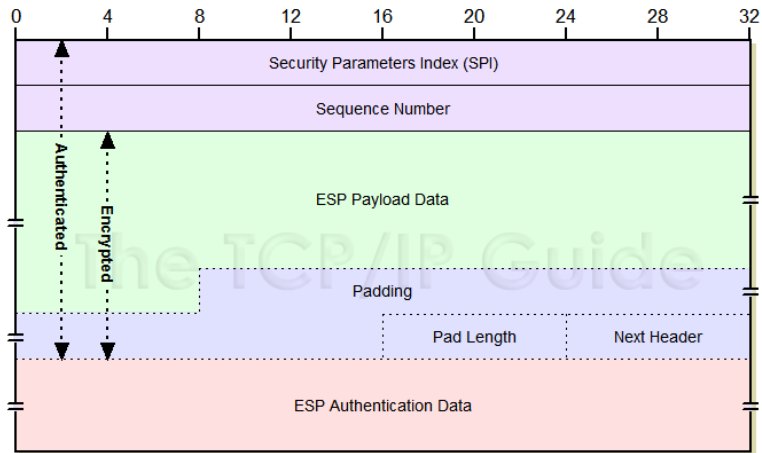 0 4 8 12 16 20 24 28 32
Security Parameters Index (SPI)
Sequence Number
Authenticated
Encrypted
ESP Payload Data
The TCP/IP Guide
Padding
Pad Length
Next Header
ESP Authentication Data